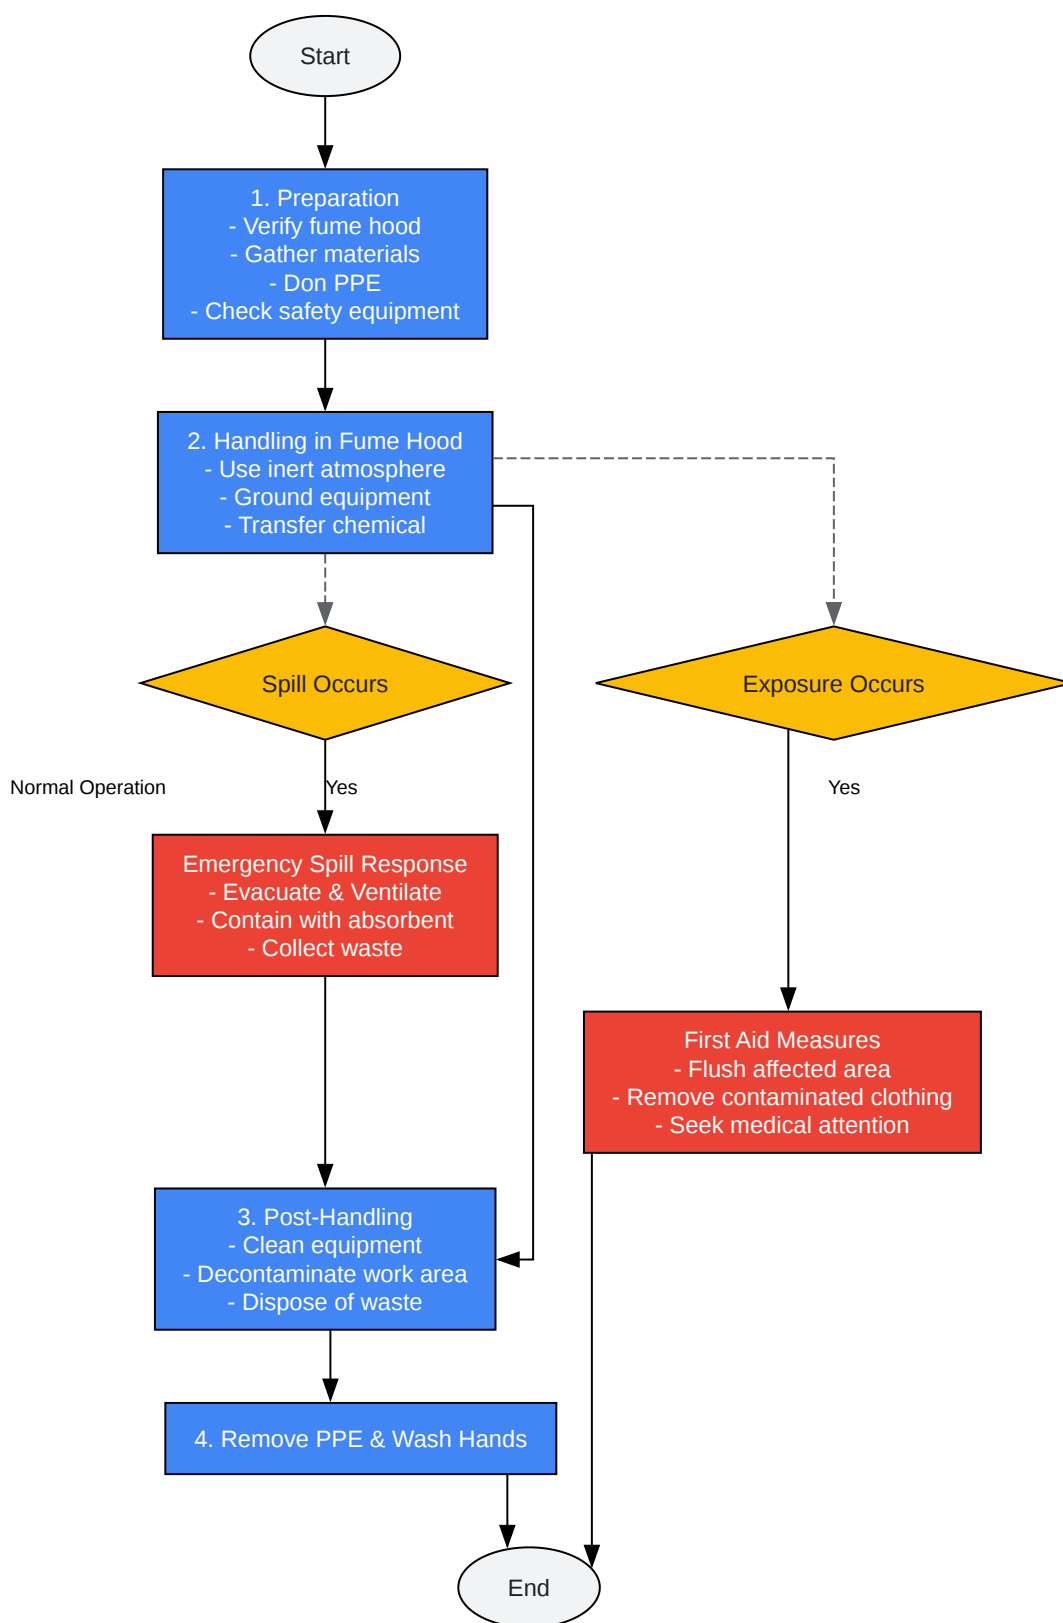 Start
1. Preparation
- Verify fume hood
- Gather materials
- Don PPE
- Check safety equipment
2. Handling in Fume Hood
- Use inert atmosphere
- Ground equipment
- Transfer chemical
Spill Occurs
Exposure Occurs
Normal Operation
Yes
Yes
Emergency Spill Response
- Evacuate & Ventilate
- Contain with absorbent
- Collect waste
First Aid Measures
- Flush affected area
- Remove contaminated clothing
- Seek medical attention
3. Post-Handling
- Clean equipment
- Decontaminate work area
- Dispose of waste
4. Remove PPE & Wash Hands
End